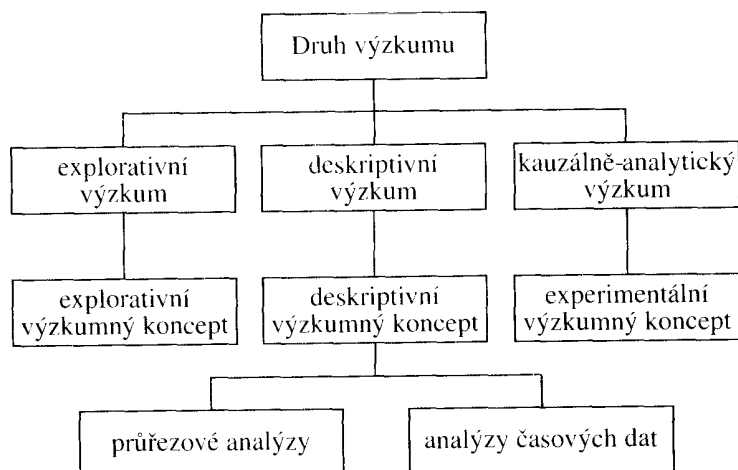 Druh výzkumu
explorativní
výzkum
deskriptivní
výzkum
kauzálně-analytický
výzkum
explorativní
výzkumný koncept
deskriptivní
výzkumný koncept
experimentální
výzkumný koncept
průřezové analýzy
analýzy časových dat